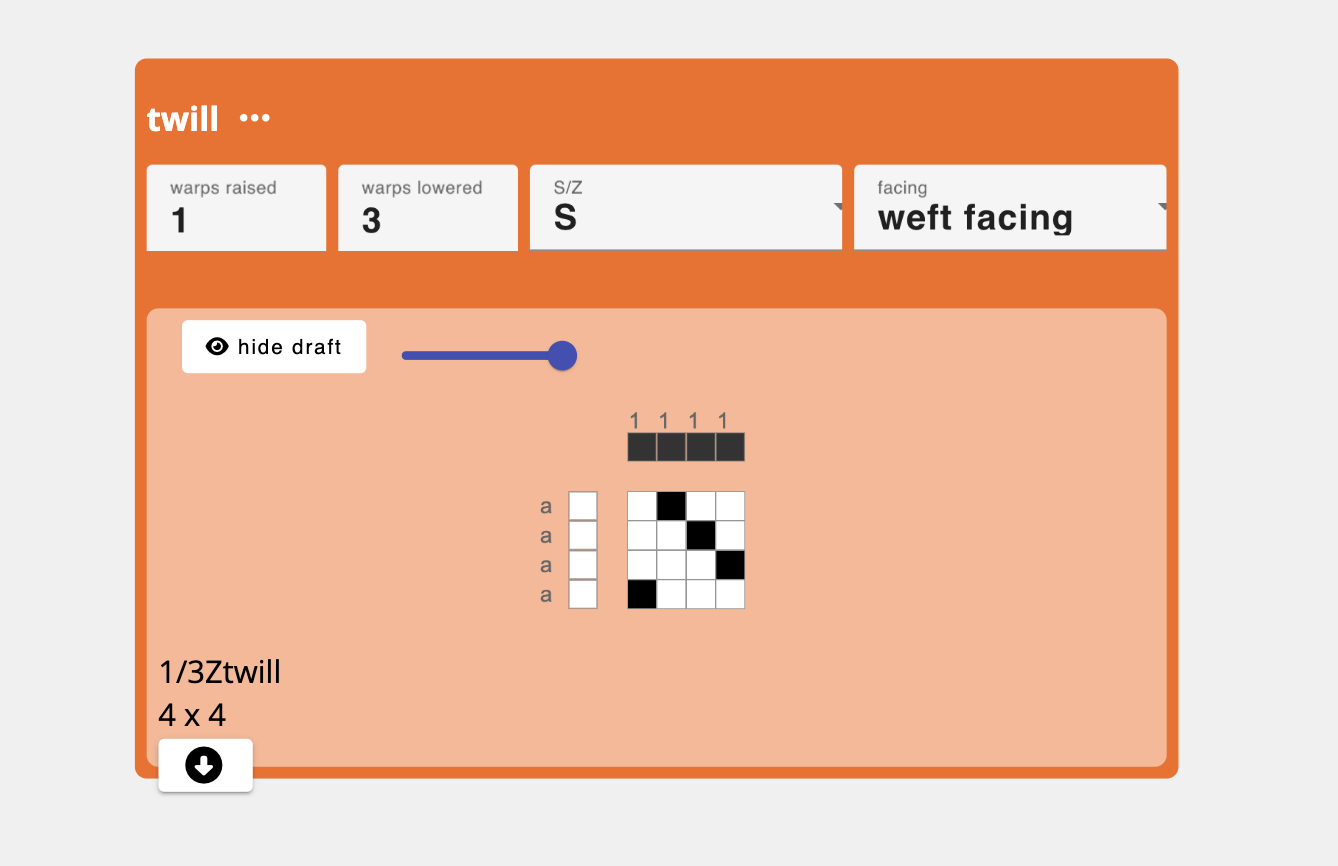 twill •••
warps raised
1
warps lowered
3
S/Z
S
facing
weft facing
hide draft
1 1 1 1
a
a
a
a
1/3Ztwill
4 x 4